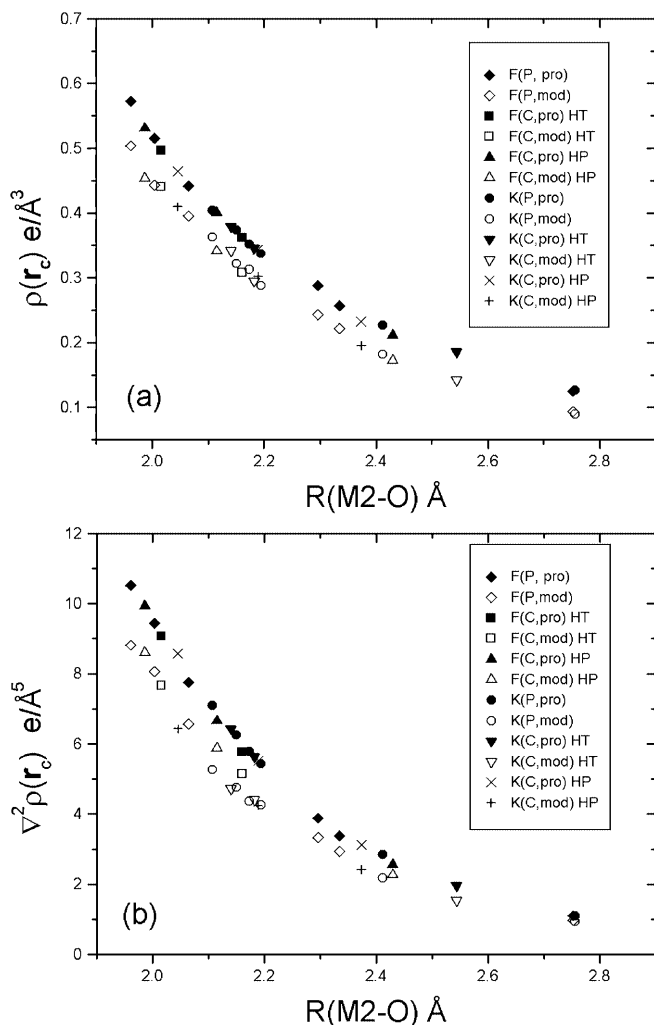 0.7
0.6
0.5
0.4
0.3
0.2
0.1
ρ(r_c) e/Å³
F(P, pro)
F(P,mod)
F(C,pro) HT
F(C,mod) HT
F(C,pro) HP
F(C,mod) HP
K(P,pro)
K(P,mod)
K(C,pro) HT
K(C,mod) HT
K(C,pro) HP
K(C,mod) HP
(a)
2.0 2.2 2.4 2.6 2.8
R(M2-O) Å
12
10
8
6
4
2
0
∇²ρ(r_c) e/Å⁵
F(P, pro)
F(P,mod)
F(C,pro) HT
F(C,mod) HT
F(C,pro) HP
F(C,mod) HP
K(P,pro)
K(P,mod)
K(C,pro) HT
K(C,mod) HT
K(C,pro) HP
K(C,mod) HP
(b)
2.0 2.2 2.4 2.6 2.8
R(M2-O) Å